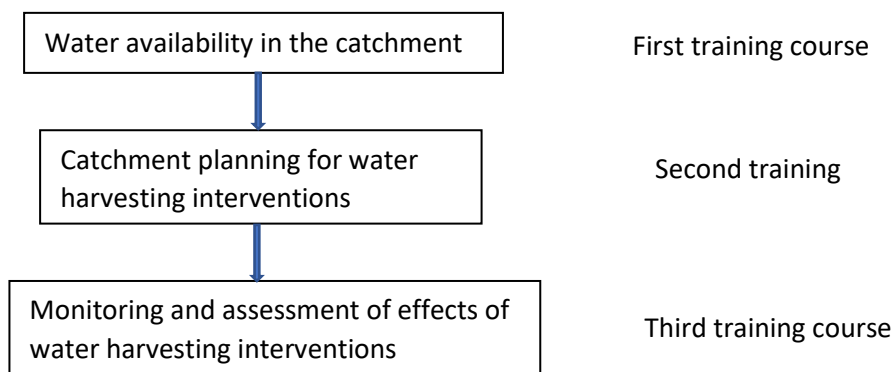 Water availability in the catchment
First training course
Catchment planning for water
harvesting interventions
Second training
Monitoring and assessment of effects of
water harvesting interventions
Third training course